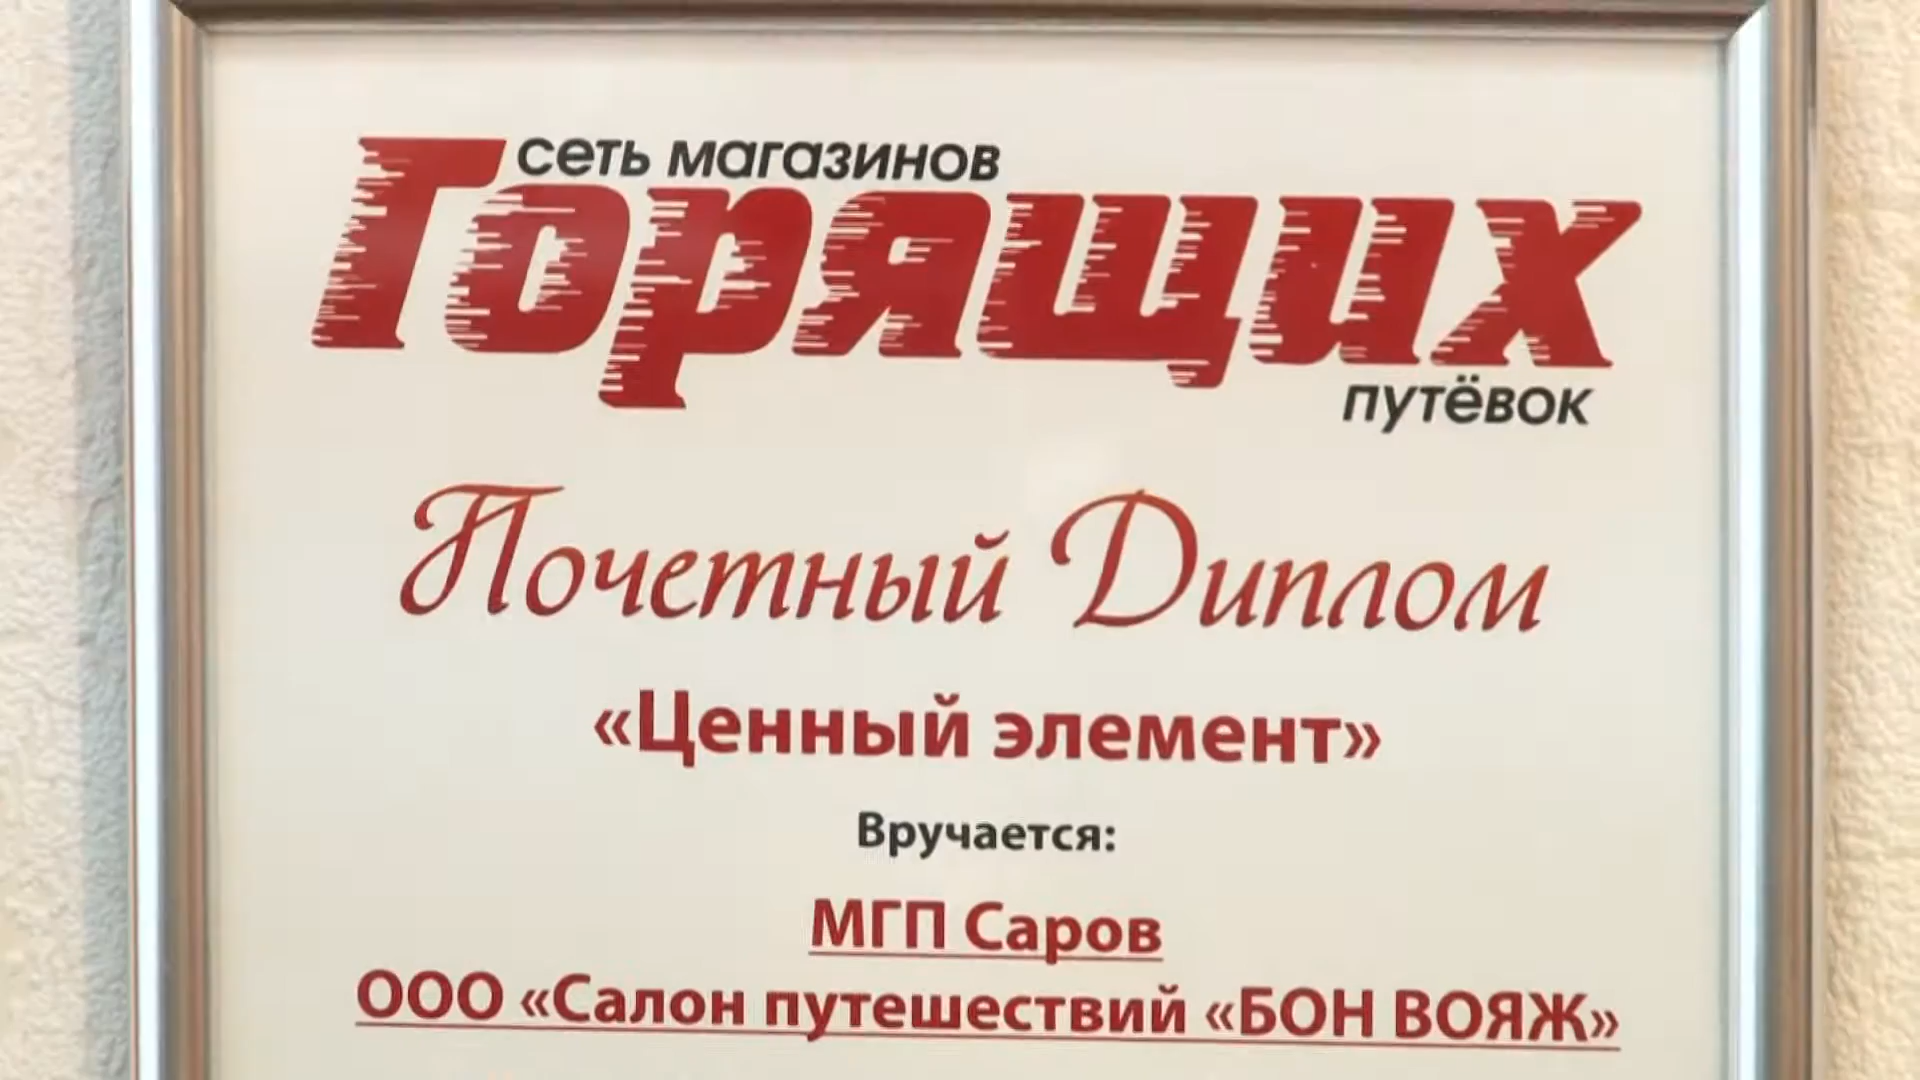 сеть магазинов
Горящих
путёвок
Почетный Диплом
«Ценный элемент»
Вручается:
МГП Саров
ООО «Салон путешествий «БОН ВОЯЖ»